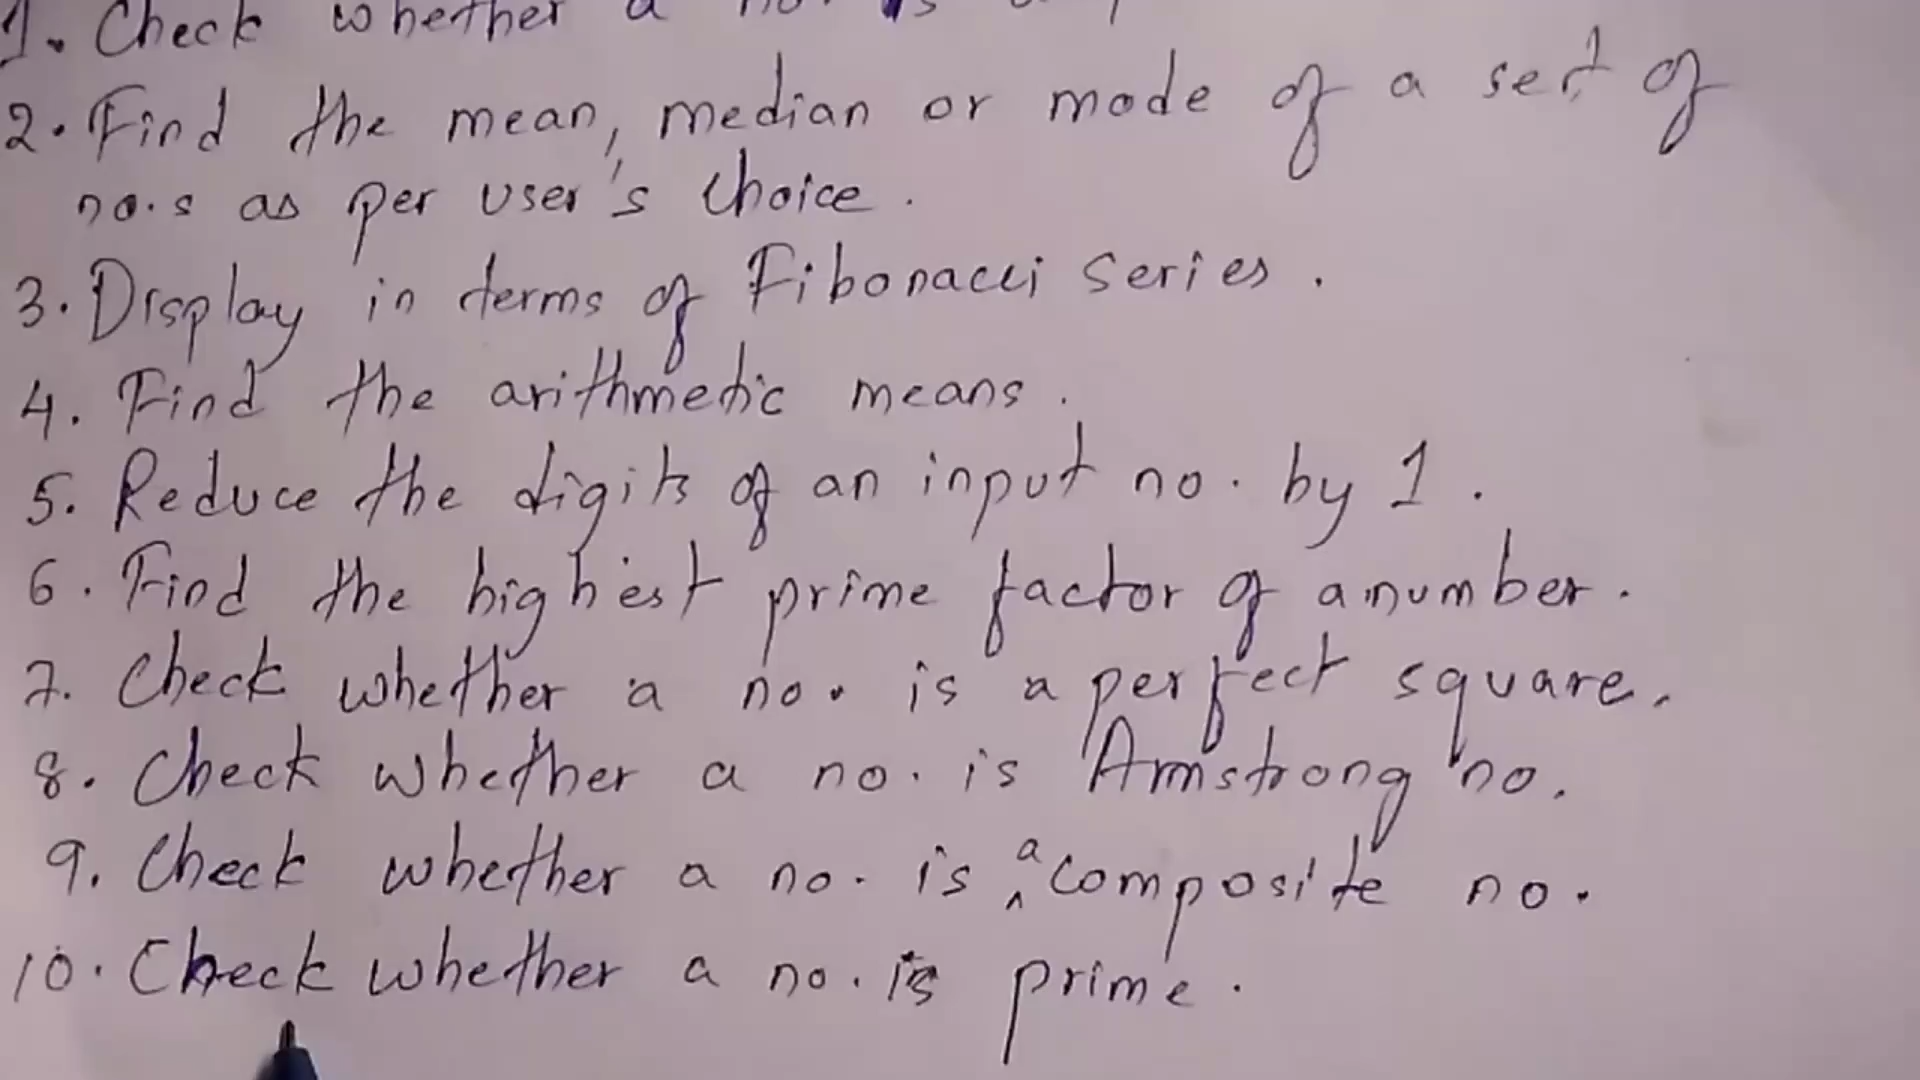 1. Check whether a no. is
2. Find the mean, median or mode of a set of
no.s as per user's choice.
3. Display in terms of Fibonacci series.
4. Find the arithmetic means.
5. Reduce the digits of an input no. by 1.
6. Find the highest prime factor of a number.
7. Check whether a no. is a perfect square.
8. Check whether a no. is Armstrong no.
9. Check whether a no. is a composite no.
10. Check whether a no. is prime.